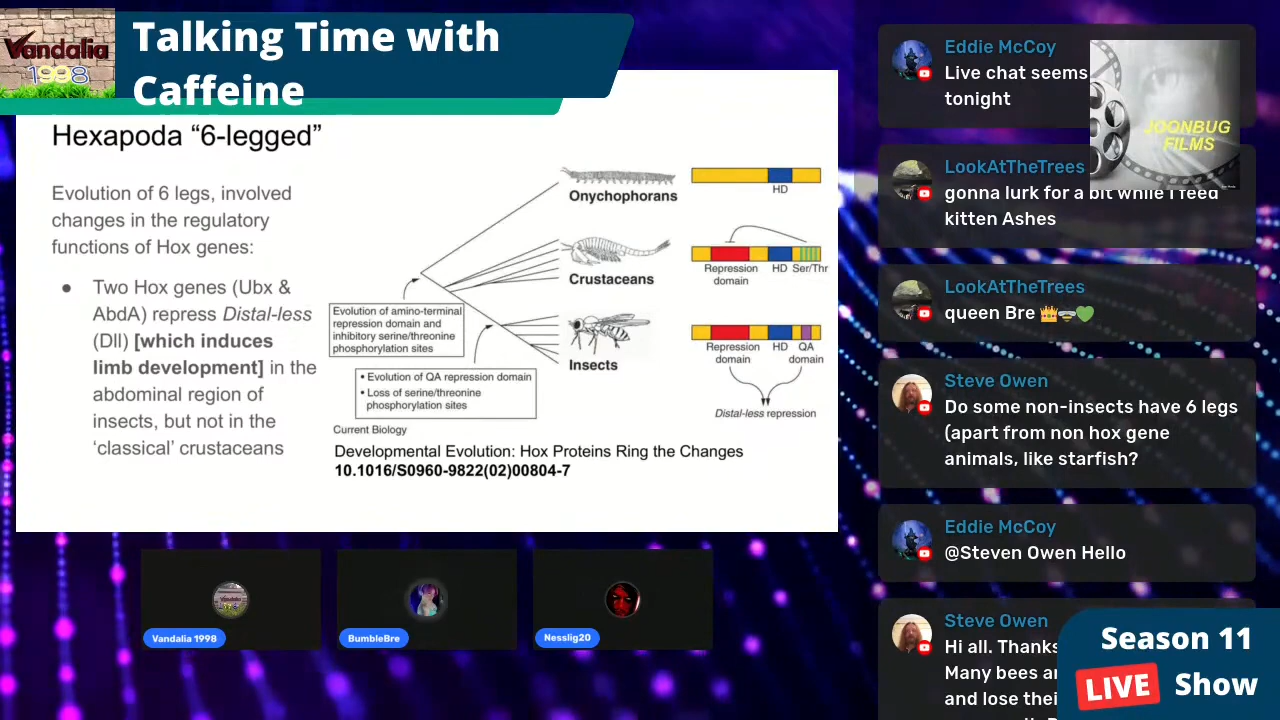 Vandalia
1998
Talking Time with
Caffeine
Hexapoda “6-legged”
Evolution of 6 legs, involved
changes in the regulatory
functions of Hox genes:
● Two Hox genes (Ubx &
AbdA) repress Distal-less
(Dll) [which induces
limb development] in the
abdominal region of
insects, but not in the
‘classical’ crustaceans
Onychophorans
HD
Crustaceans
Repression
domain
HD
Ser/Thr
Evolution of amino-terminal
repression domain and
inhibitory serine/threonine
phosphorylation sites
Insects
Repression
domain
HD
QA
domain
Distal-less repression
• Evolution of QA repression domain
• Loss of serine/threonine
phosphorylation sites
Current Biology
Developmental Evolution: Hox Proteins Ring the Changes
10.1016/S0960-9822(02)00804-7
Vandalia 1998
BumbleBre
Nesslig20
Eddie McCoy
Live chat seems
tonight
JOONBUG
FILMS
LookAtTheTrees
gonna lurk for a bit while I feed
kitten Ashes
LookAtTheTrees
queen Bre 👑🐝💚
Steve Owen
Do some non-insects have 6 legs
(apart from non hox gene
animals, like starfish?
Eddie McCoy
@Steven Owen Hello
Steve Owen
Hi all. Thanks
Many bees
and lose
Season 11
LIVE Show